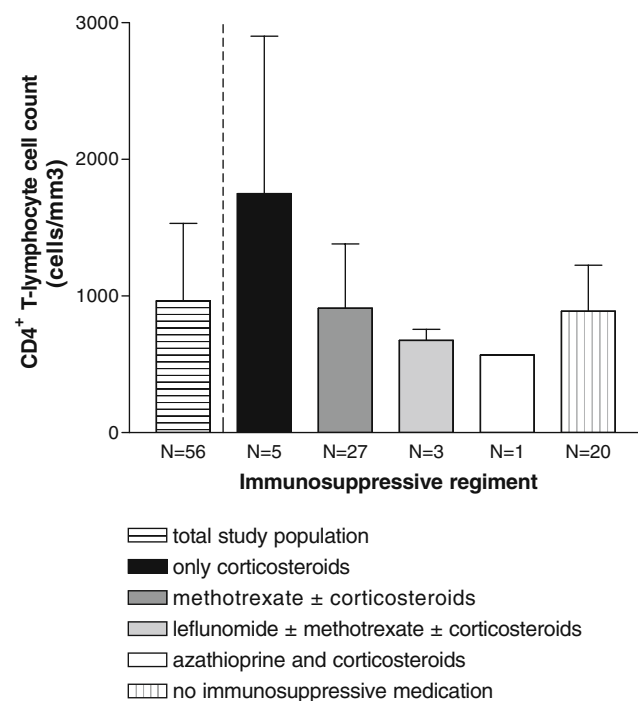 3000
2000
1000
0
CD4+ T-lymphocyte cell count
(cells/mm3)
N=56 N=5 N=27 N=3 N=1 N=20
Immunosuppressive regiment
total study population
only corticosteroids
methotrexate ± corticosteroids
leflunomide ± methotrexate ± corticosteroids
azathioprine and corticosteroids
no immunosuppressive medication